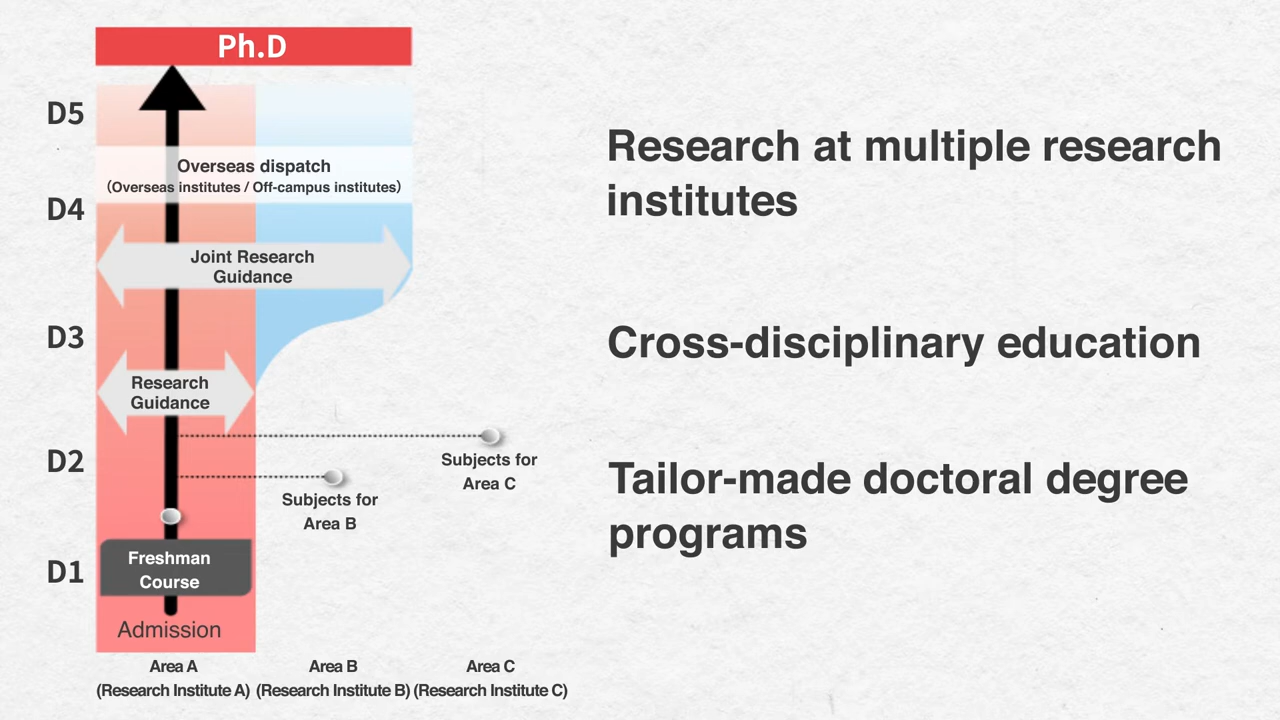 Ph.D
D5
Overseas dispatch
(Overseas institutes / Off-campus institutes)
D4
Joint Research
Guidance
D3
Research
Guidance
D2
Subjects for
Area C
Subjects for
Area B
Freshman
Course
D1
Admission
Area A
(Research Institute A)
Area B
(Research Institute B)
Area C
(Research Institute C)
Research at multiple research
institutes
Cross-disciplinary education
Tailor-made doctoral degree
programs